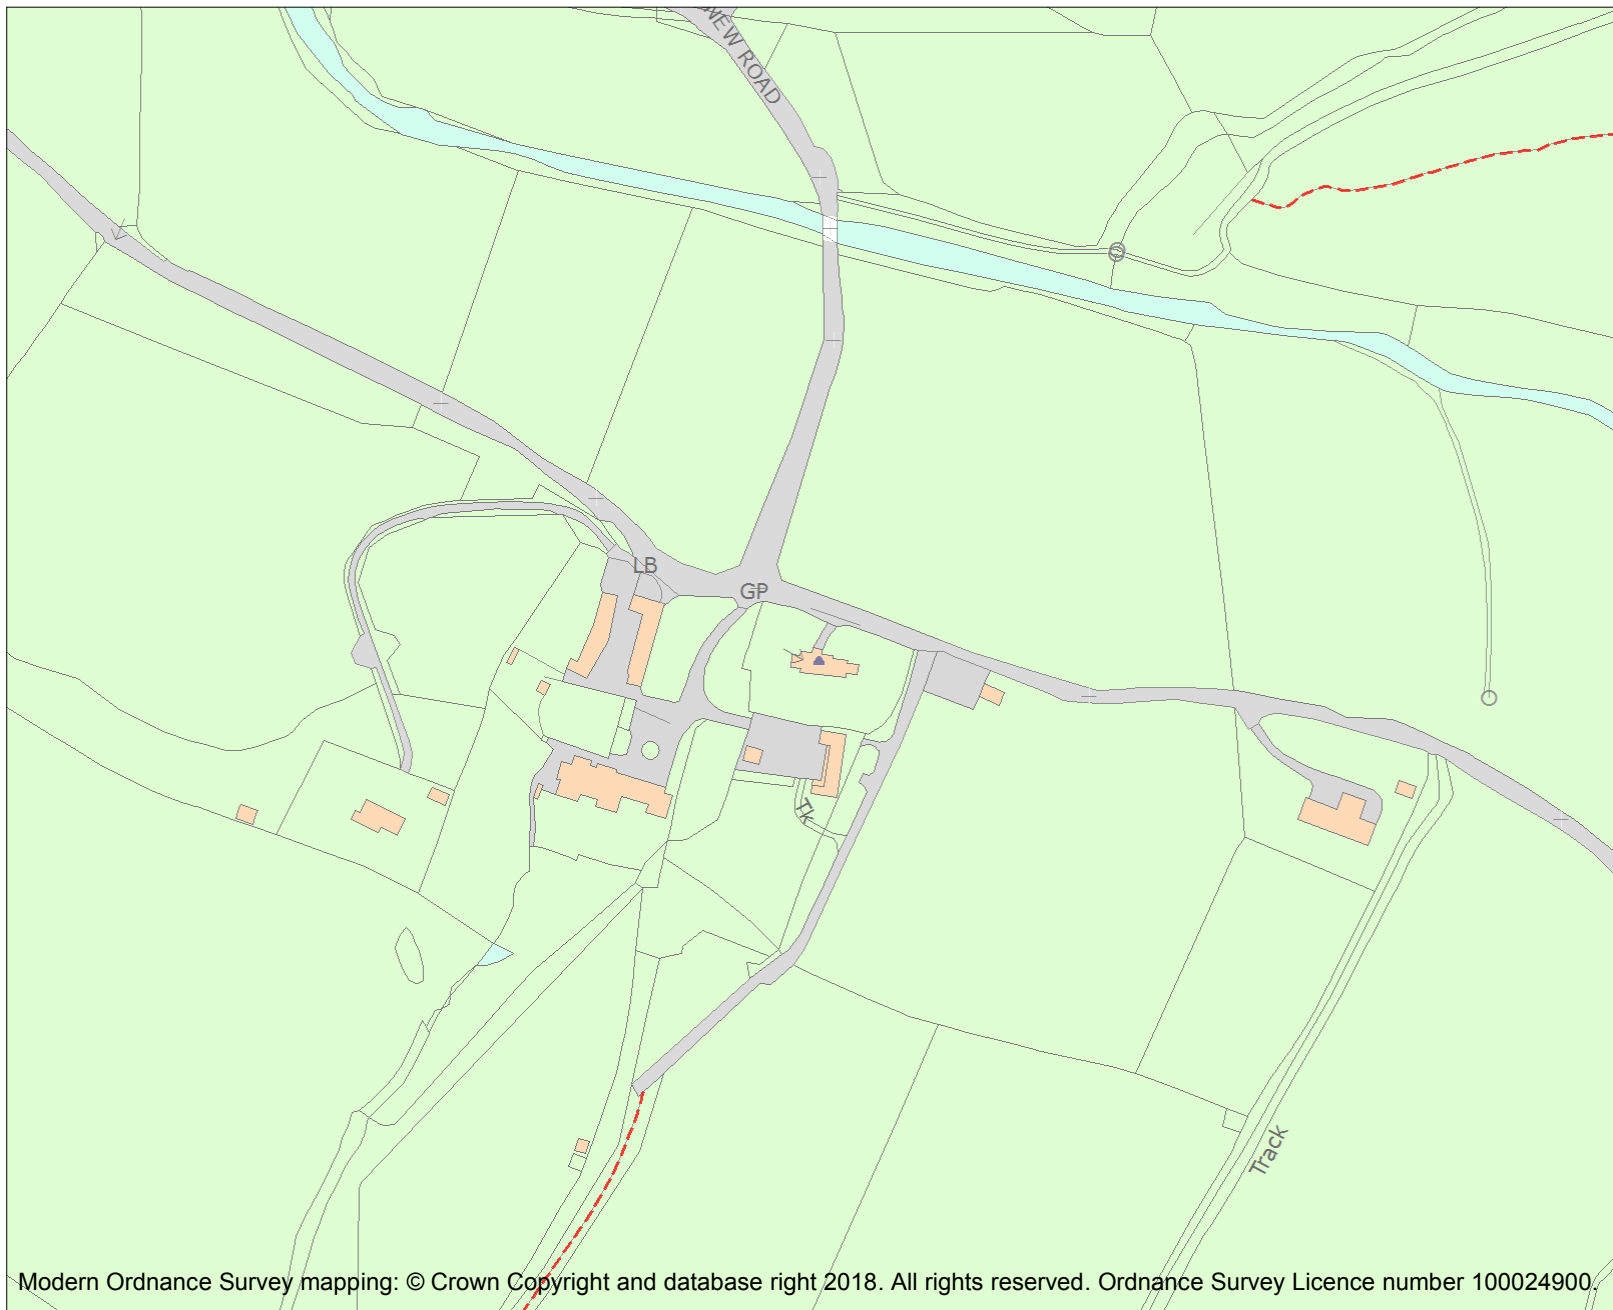 NEW ROAD
LB
GP
Tk
Track
Modern Ordnance Survey mapping: © Crown Copyright and database right 2018. All rights reserved. Ordnance Survey Licence number 100024900.